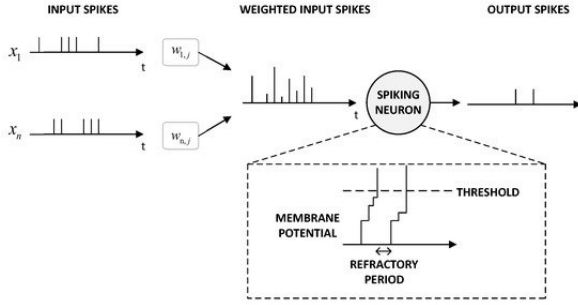 INPUT SPIKES
WEIGHTED INPUT SPIKES
OUTPUT SPIKES
x1
t
w1,j
xn
t
wn,j
t
SPIKING
NEURON
t
THRESHOLD
MEMBRANE
POTENTIAL
REFRACTORY
PERIOD